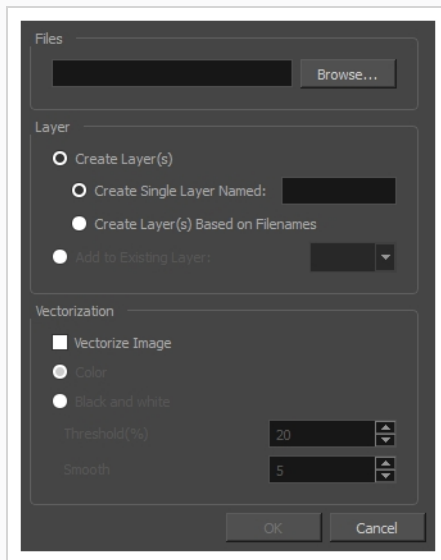 Files
Browse...
Layer
Create Layer(s)
Create Single Layer Named:
Create Layer(s) Based on Filenames
Add to Existing Layer:
Vectorization
Vectorize Image
Color
Black and white
Threshold(%) 20
Smooth 5
OK Cancel